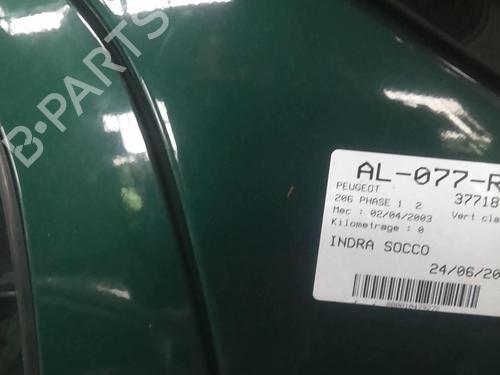 B-PARTS
AL-077-R
PEUGEOT 37718
206 PHASE 1 2 Vert cla
Mec : 02/04/2003
Kilometrage : 0
INDRA SOCCO
24/06/20